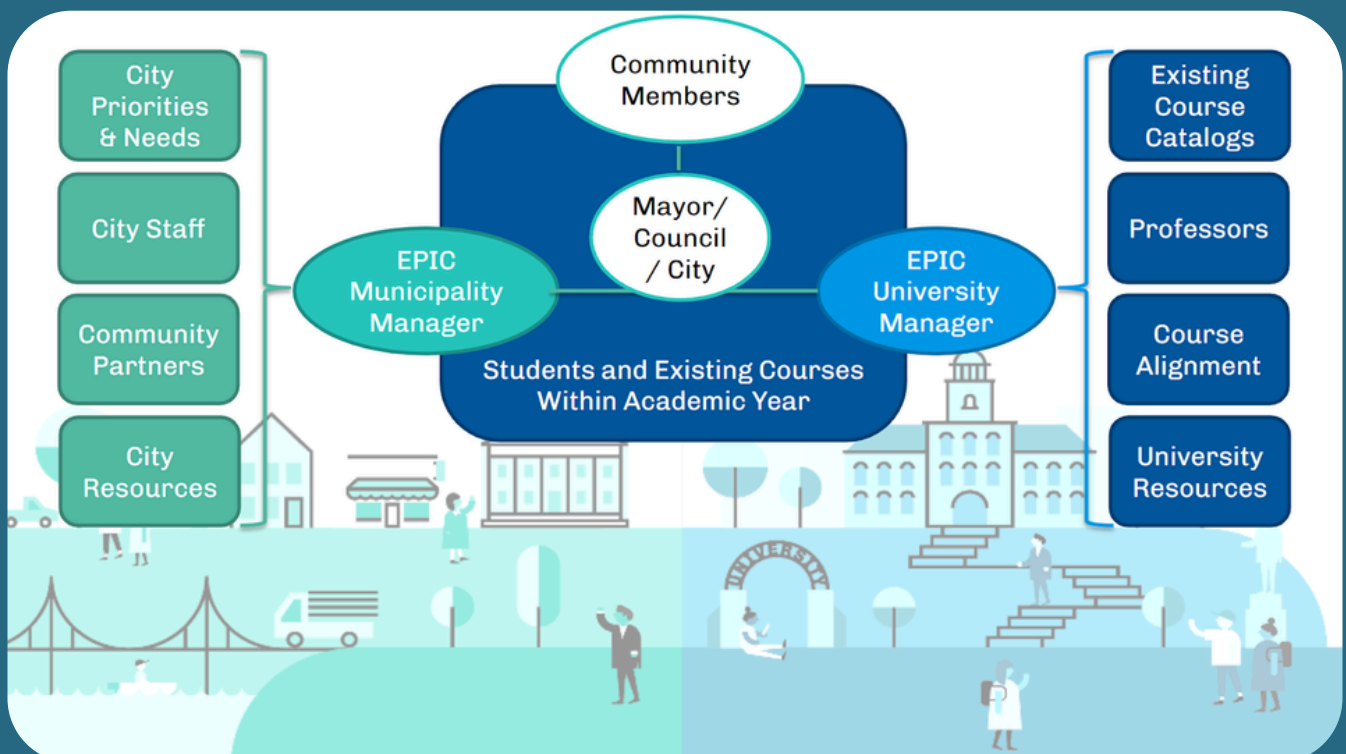 City
Priorities
& Needs
City Staff
Community
Partners
City
Resources
EPIC
Municipality
Manager
Community
Members
Mayor/
Council
/ City
Students and Existing Courses
Within Academic Year
EPIC
University
Manager
Existing
Course
Catalogs
Professors
Course
Alignment
University
Resources
UNIVERSITY